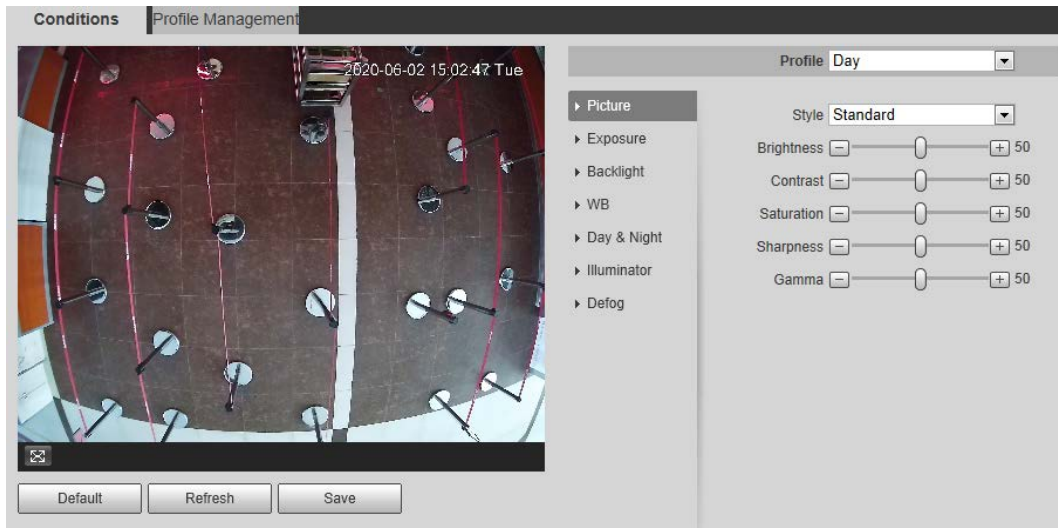 Conditions
Profile Management
2020-06-02 15:02:47 Tue
Profile Day
Picture
Exposure
Backlight
WB
Day & Night
Illuminator
Defog
Style Standard
Brightness 50
Contrast 50
Saturation 50
Sharpness 50
Gamma 50
Default Refresh Save